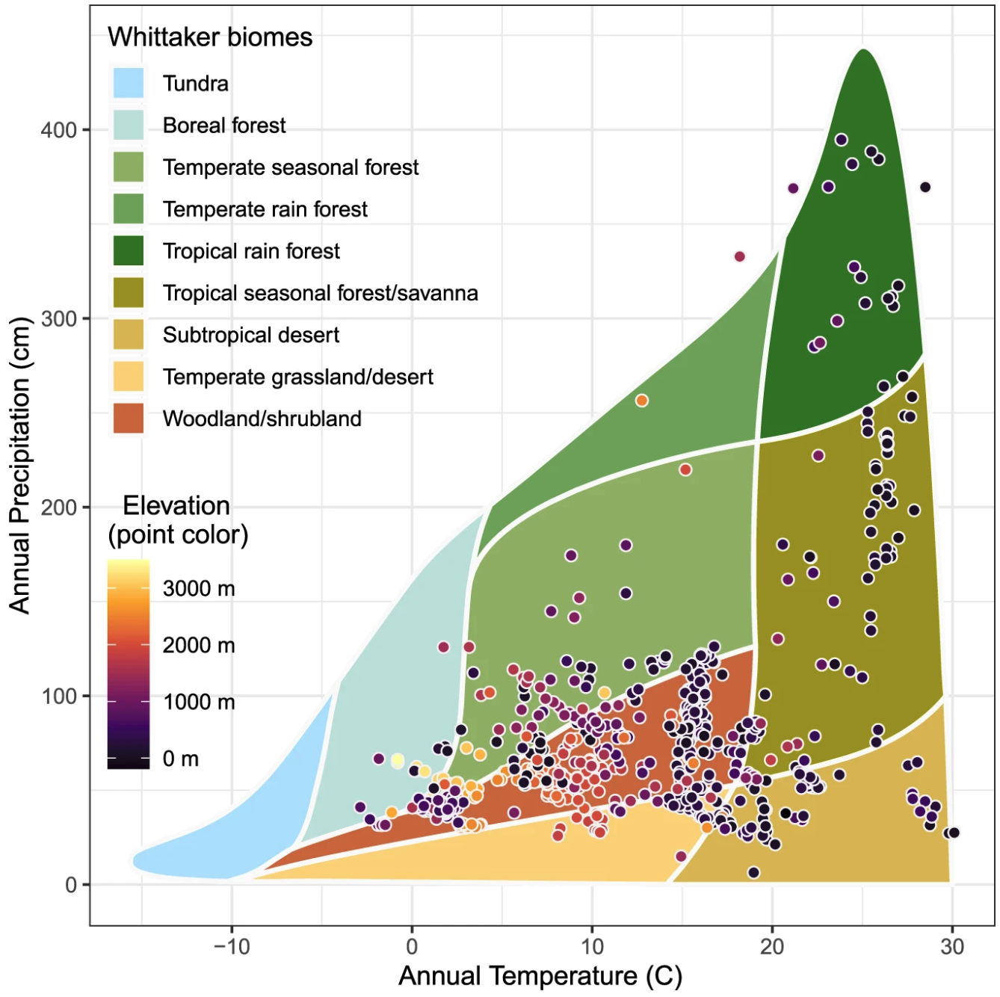 Whittaker biomes
Tundra
Boreal forest
Temperate seasonal forest
Temperate rain forest
Tropical rain forest
Tropical seasonal forest/savanna
Subtropical desert
Temperate grassland/desert
Woodland/shrubland
Elevation
(point color)
3000 m
2000 m
1000 m
0 m
Annual Precipitation (cm)
400
300
200
100
0
−10
0
10
20
30
Annual Temperature (C)